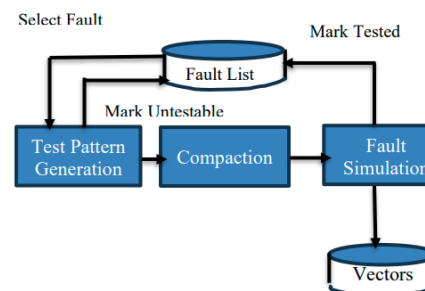 Select Fault
Mark Tested
Fault List
Mark Untestable
Test Pattern
Generation
Compaction
Fault
Simulation
Vectors